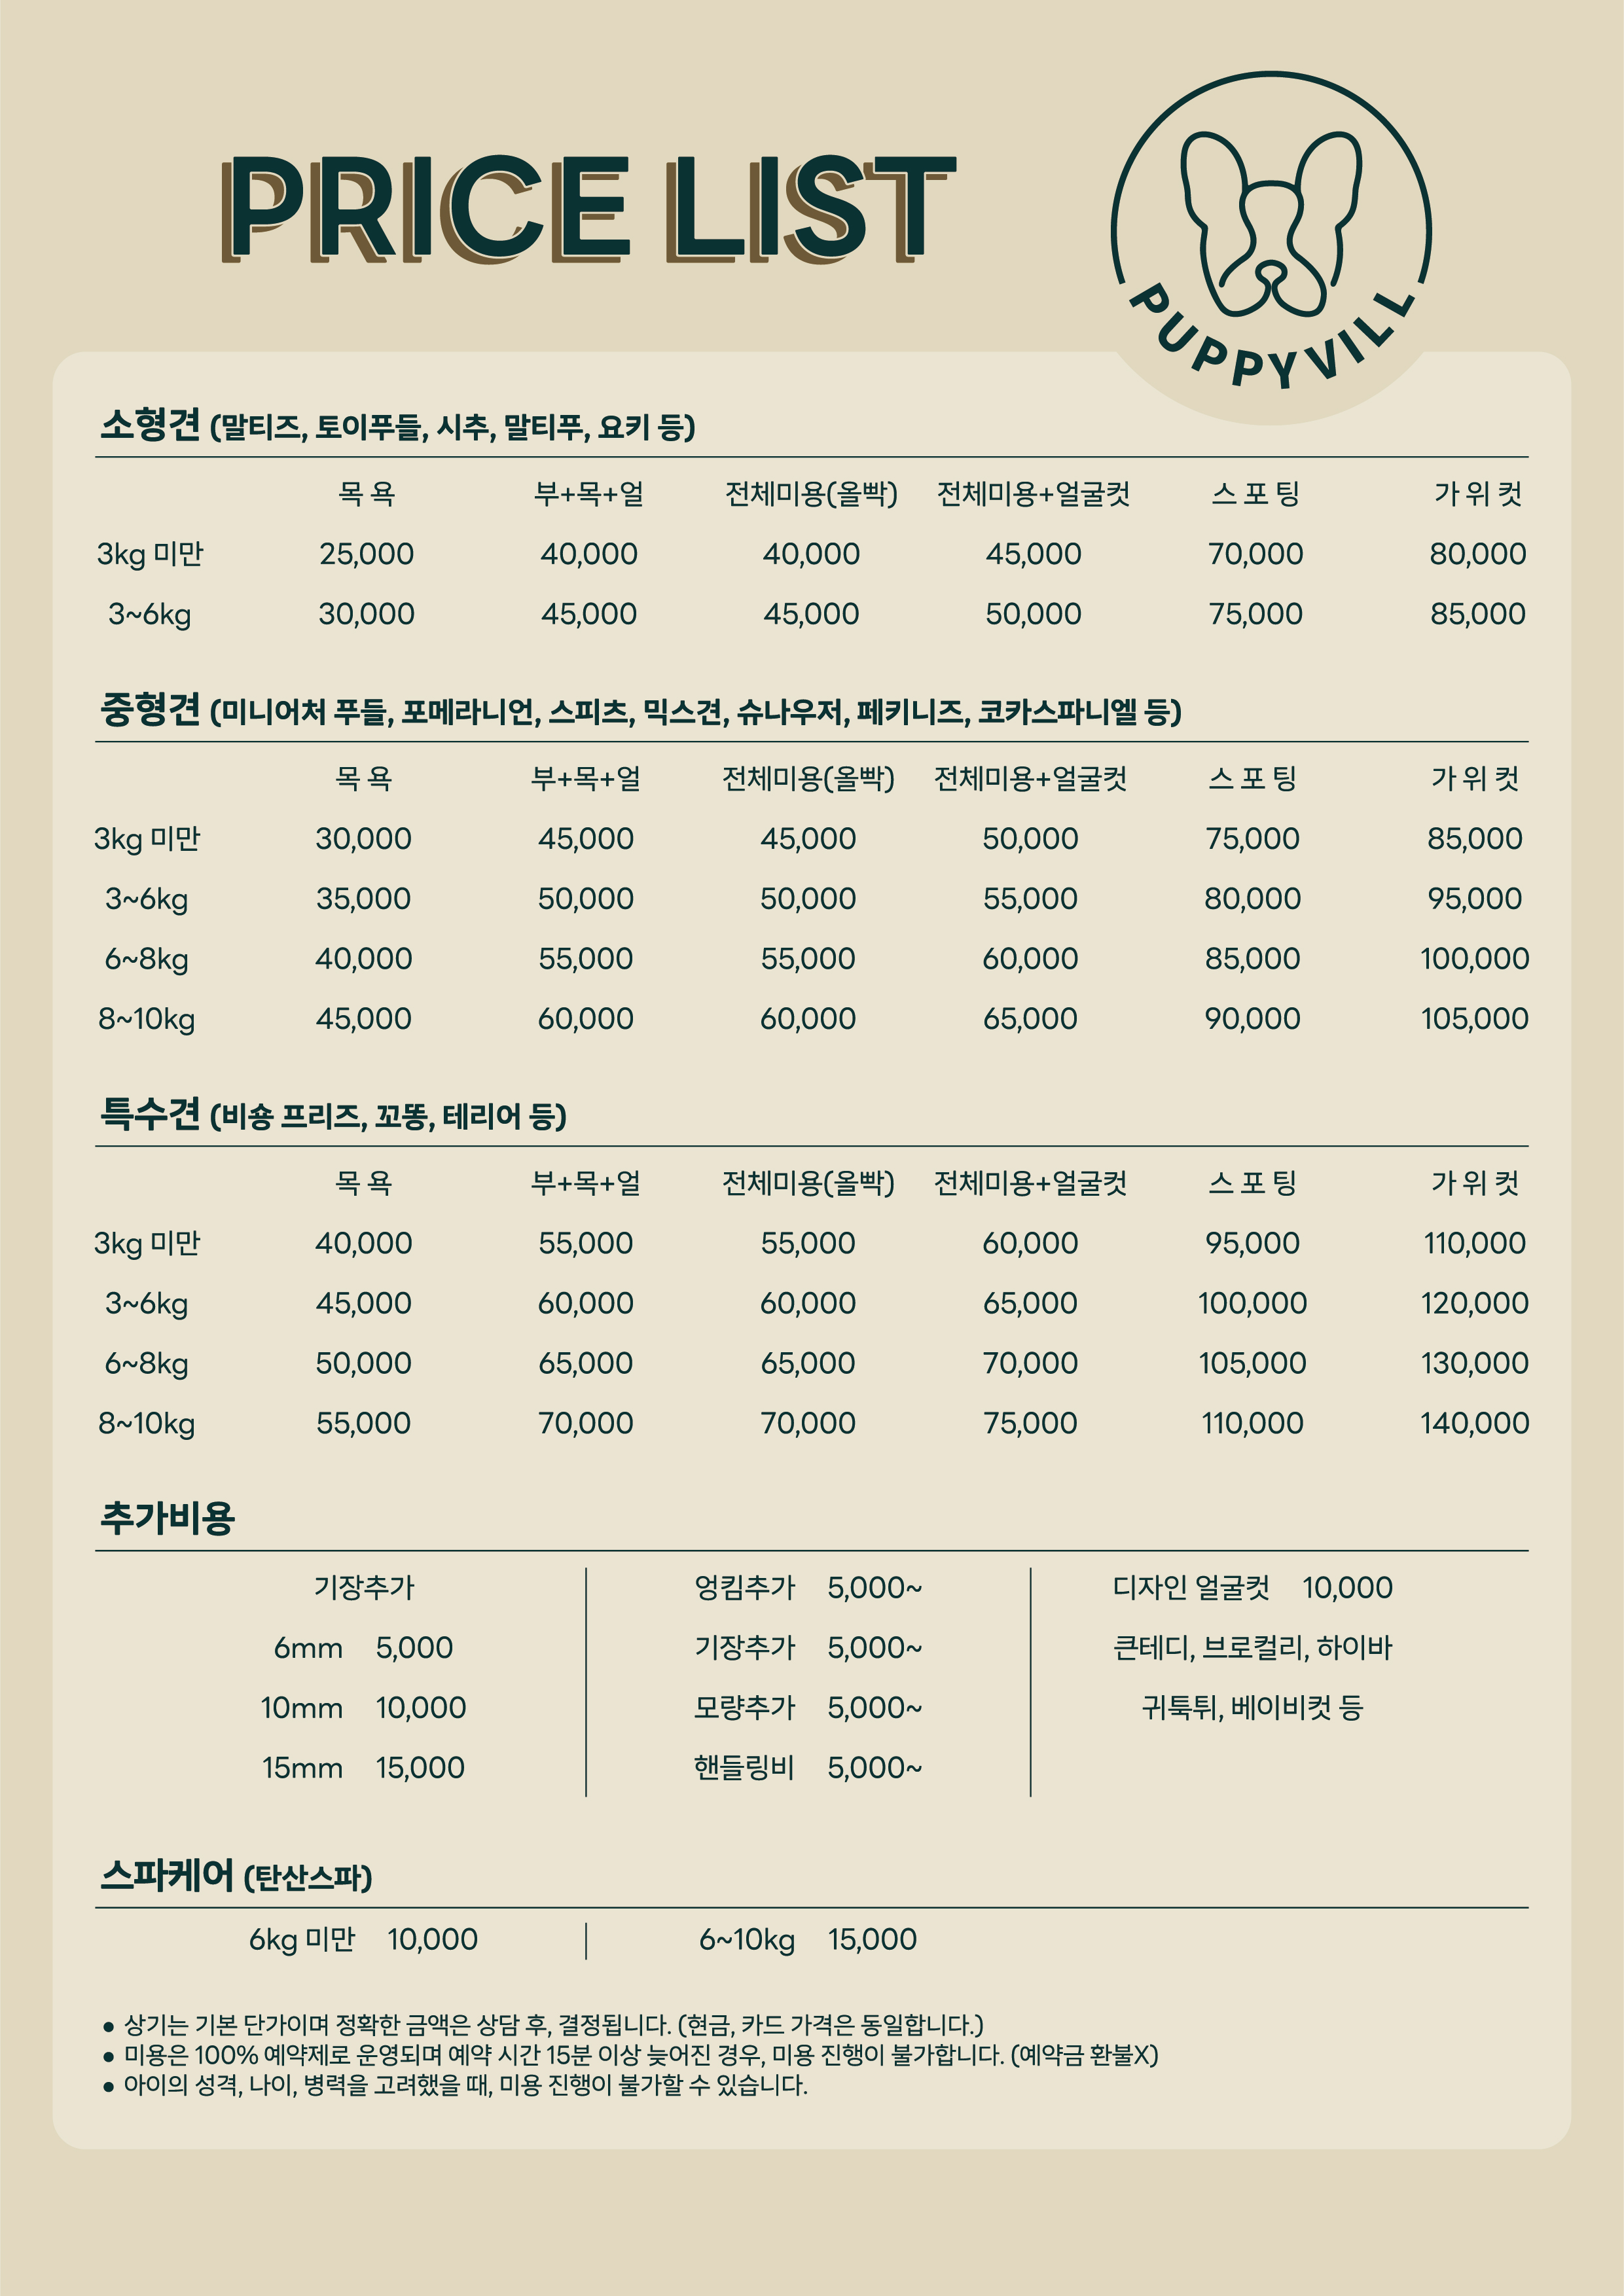 PRICE LIST
PUPPYVILL
소형견 (말티즈, 토이푸들, 시추, 말티푸, 요키 등)
목 욕 부+목+얼 전체미용(올빡) 전체미용+얼굴컷 스 포 팅 가 위 컷
3kg 미만 25,000 40,000 40,000 45,000 70,000 80,000
3~6kg 30,000 45,000 45,000 50,000 75,000 85,000
중형견 (미니어처 푸들, 포메라니언, 스피츠, 믹스견, 슈나우저, 페키니즈, 코카스파니엘 등)
목 욕 부+목+얼 전체미용(올빡) 전체미용+얼굴컷 스 포 팅 가 위 컷
3kg 미만 30,000 45,000 45,000 50,000 75,000 85,000
3~6kg 35,000 50,000 50,000 55,000 80,000 95,000
6~8kg 40,000 55,000 55,000 60,000 85,000 100,000
8~10kg 45,000 60,000 60,000 65,000 90,000 105,000
특수견 (비숑 프리즈, 꼬똥, 테리어 등)
목 욕 부+목+얼 전체미용(올빡) 전체미용+얼굴컷 스 포 팅 가 위 컷
3kg 미만 40,000 55,000 55,000 60,000 95,000 110,000
3~6kg 45,000 60,000 60,000 65,000 100,000 120,000
6~8kg 50,000 65,000 65,000 70,000 105,000 130,000
8~10kg 55,000 70,000 70,000 75,000 110,000 140,000
추가비용
기장추가
6mm 5,000
10mm 10,000
15mm 15,000
엉킴추가 5,000~
기장추가 5,000~
모량추가 5,000~
핸들링비 5,000~
디자인 얼굴컷 10,000
큰테디, 브로컬리, 하이바
귀툭튀, 베이비컷 등
스파케어 (탄산스파)
6kg 미만 10,000 6~10kg 15,000
● 상기는 기본 단가이며 정확한 금액은 상담 후, 결정됩니다. (현금, 카드 가격은 동일합니다.)
● 미용은 100% 예약제로 운영되며 예약 시간 15분 이상 늦어진 경우, 미용 진행이 불가합니다. (예약금 환불X)
● 아이의 성격, 나이, 병력을 고려했을 때, 미용 진행이 불가할 수 있습니다.